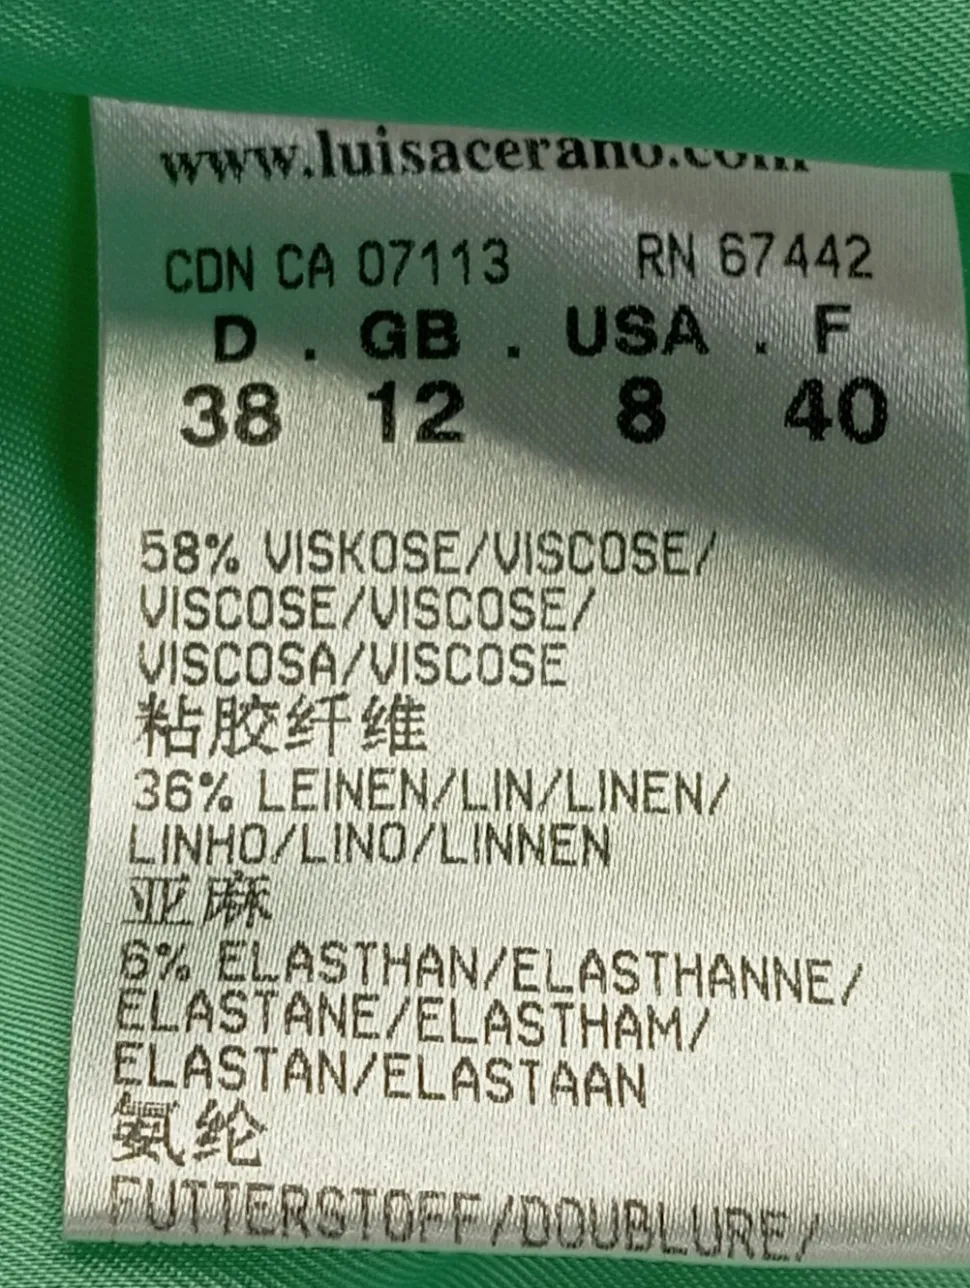 www.luisacerano.com
CDN CA 07113 RN 67442
D . GB . USA . F
38 12 8 40
58% VISKOSE/VISCOSE/
VISCOSE/VISCOSE/
VISCOSA/VISCOSE
粘胶纤维
36% LEINEN/LIN/LINEN/
LINHO/LINO/LINNEN
亚麻
6% ELASTHAN/ELASTHANNE/
ELASTANE/ELASTHAM/
ELASTAN/ELASTAAN
氨纶
FUTTERSTOFF/DOUBLURE/